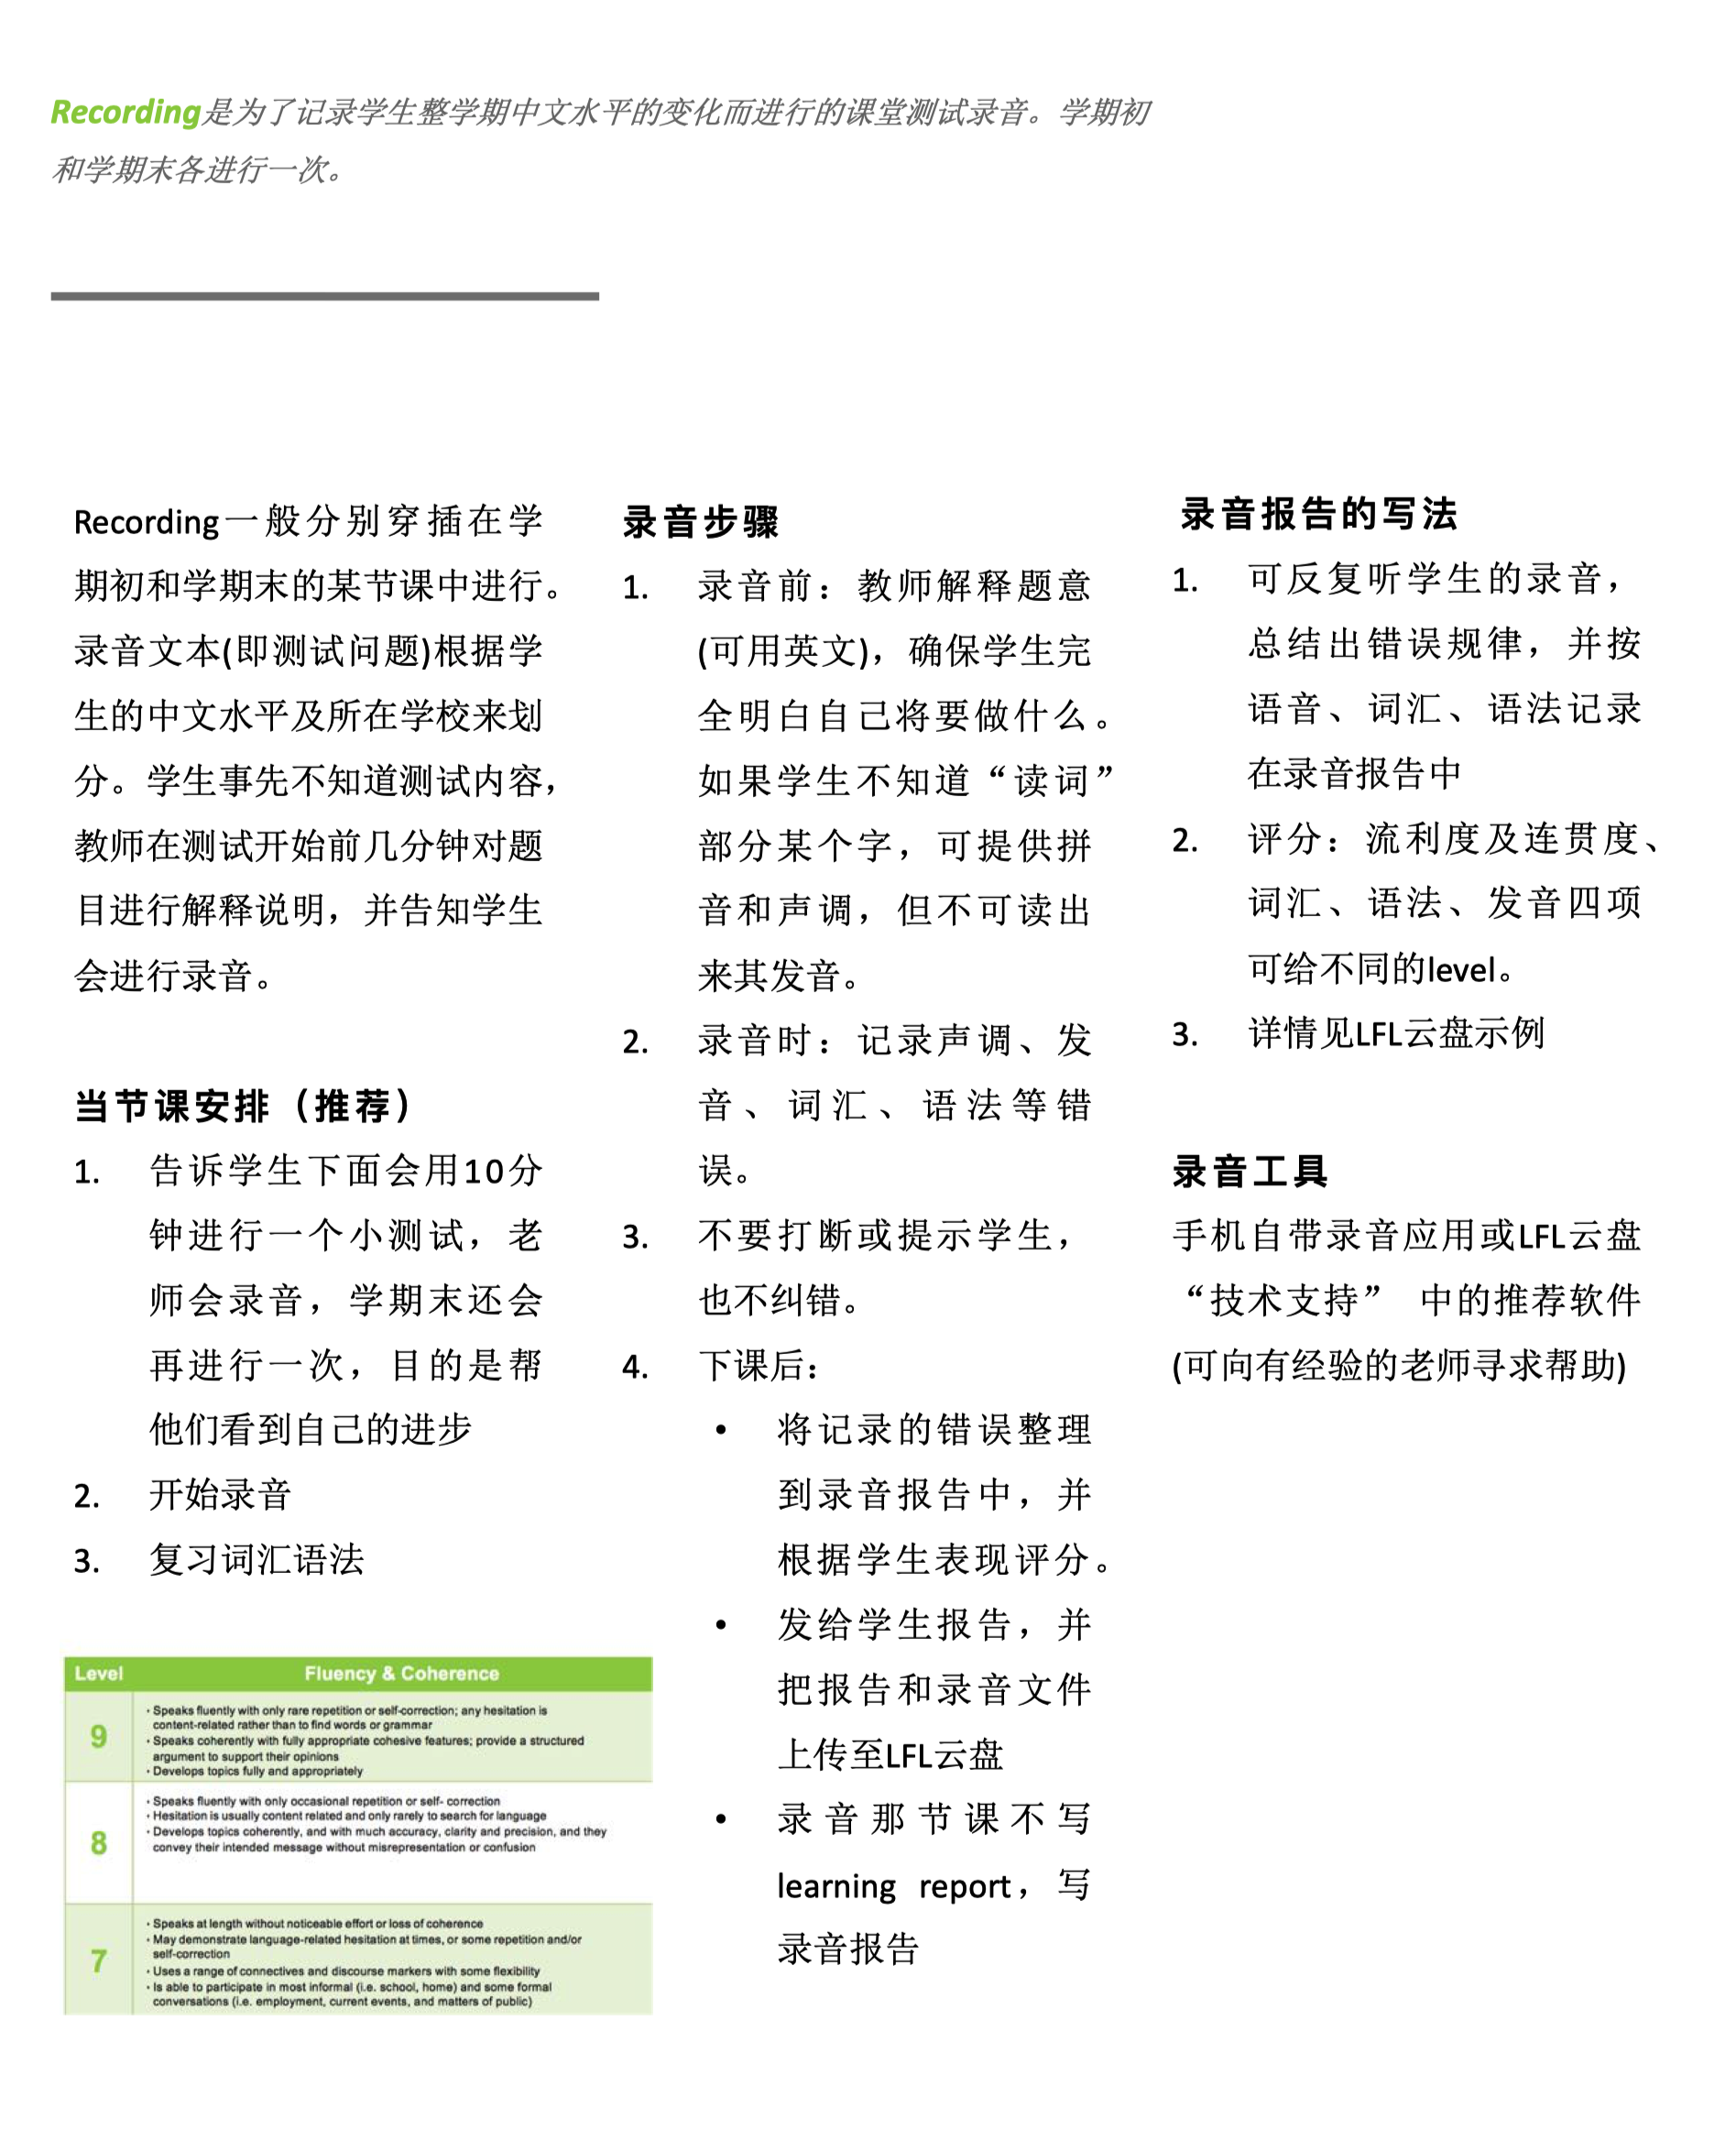 Recording是为了记录学生整学期中文水平的变化而进行的课堂测试录音。学期初
和学期末各进行一次。
Recording一般分别穿插在学
期初和学期末的某节课中进行。
录音文本(即测试问题)根据学
生的中文水平及所在学校来划
分。学生事先不知道测试内容，
教师在测试开始前几分钟对题
目进行解释说明，并告知学生
会进行录音。
当节课安排（推荐）
1. 告诉学生下面会用10分
钟进行一个小测试，老
师会录音，学期末还会
再进行一次，目的是帮
他们看到自己的进步
2. 开始录音
3. 复习词汇语法
Level Fluency & Coherence
9
• Speaks fluently with only rare repetition or self-correction; any hesitation is
content-related rather than to find words or grammar
• Speaks coherently with fully appropriate cohesive features; provide a structured
argument to support their opinions
• Develops topics fully and appropriately
8
• Speaks fluently with only occasional repetition or self- correction
• Hesitation is usually content related and only rarely to search for language
• Develops topics coherently, and with much accuracy, clarity and precision, and they
convey their intended message without misrepresentation or confusion
7
• Speaks at length without noticeable effort or loss of coherence
• May demonstrate language-related hesitation at times, or some repetition and/or
self-correction
• Uses a range of connectives and discourse markers with some flexibility
• Is able to participate in most informal (i.e. school, home) and some formal
conversations (i.e. employment, current events, and matters of public)
录音步骤
1. 录音前：教师解释题意
(可用英文)，确保学生完
全明白自己将要做什么。
如果学生不知道“读词”
部分某个字，可提供拼
音和声调，但不可读出
来其发音。
2. 录音时：记录声调、发
音、词汇、语法等错
误。
3. 不要打断或提示学生，
也不纠错。
4. 下课后：
• 将记录的错误整理
到录音报告中，并
根据学生表现评分。
• 发给学生报告，并
把报告和录音文件
上传至LFL云盘
• 录音那节课不写
learning report，写
录音报告
录音报告的写法
1. 可反复听学生的录音，
总结出错误规律，并按
语音、词汇、语法记录
在录音报告中
2. 评分：流利度及连贯度、
词汇、语法、发音四项
可给不同的level。
3. 详情见LFL云盘示例
录音工具
手机自带录音应用或LFL云盘
“技术支持” 中的推荐软件
(可向有经验的老师寻求帮助)